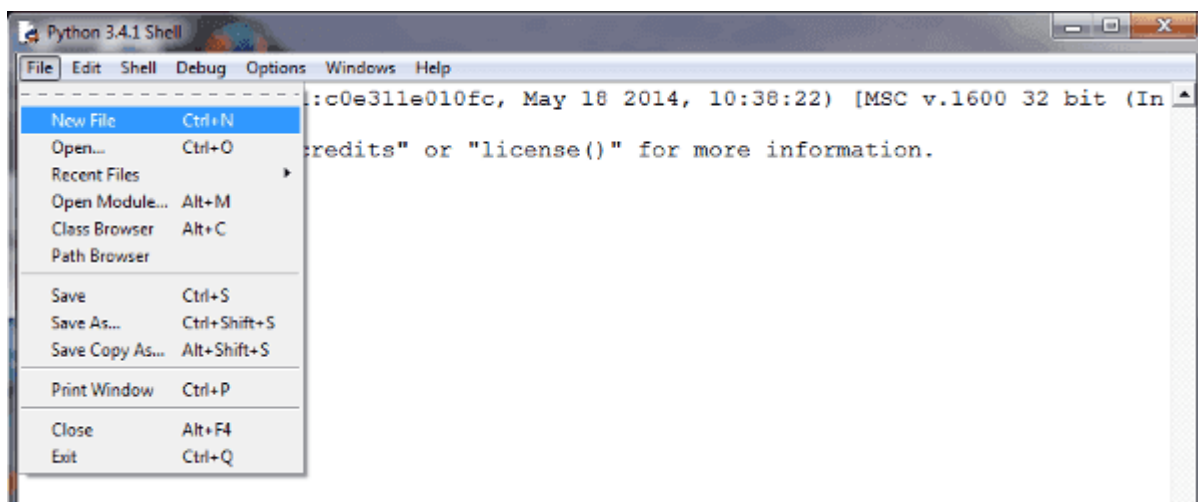 Python 3.4.1 Shell
File Edit Shell Debug Options Windows Help
:c0e311e010fc, May 18 2014, 10:38:22) [MSC v.1600 32 bit (In
New File Ctrl+N
Open... Ctrl+O
redits" or "license()" for more information.
Recent Files
Open Module... Alt+M
Class Browser Alt+C
Path Browser
Save Ctrl+S
Save As... Ctrl+Shift+S
Save Copy As... Alt+Shift+S
Print Window Ctrl+P
Close Alt+F4
Exit Ctrl+Q